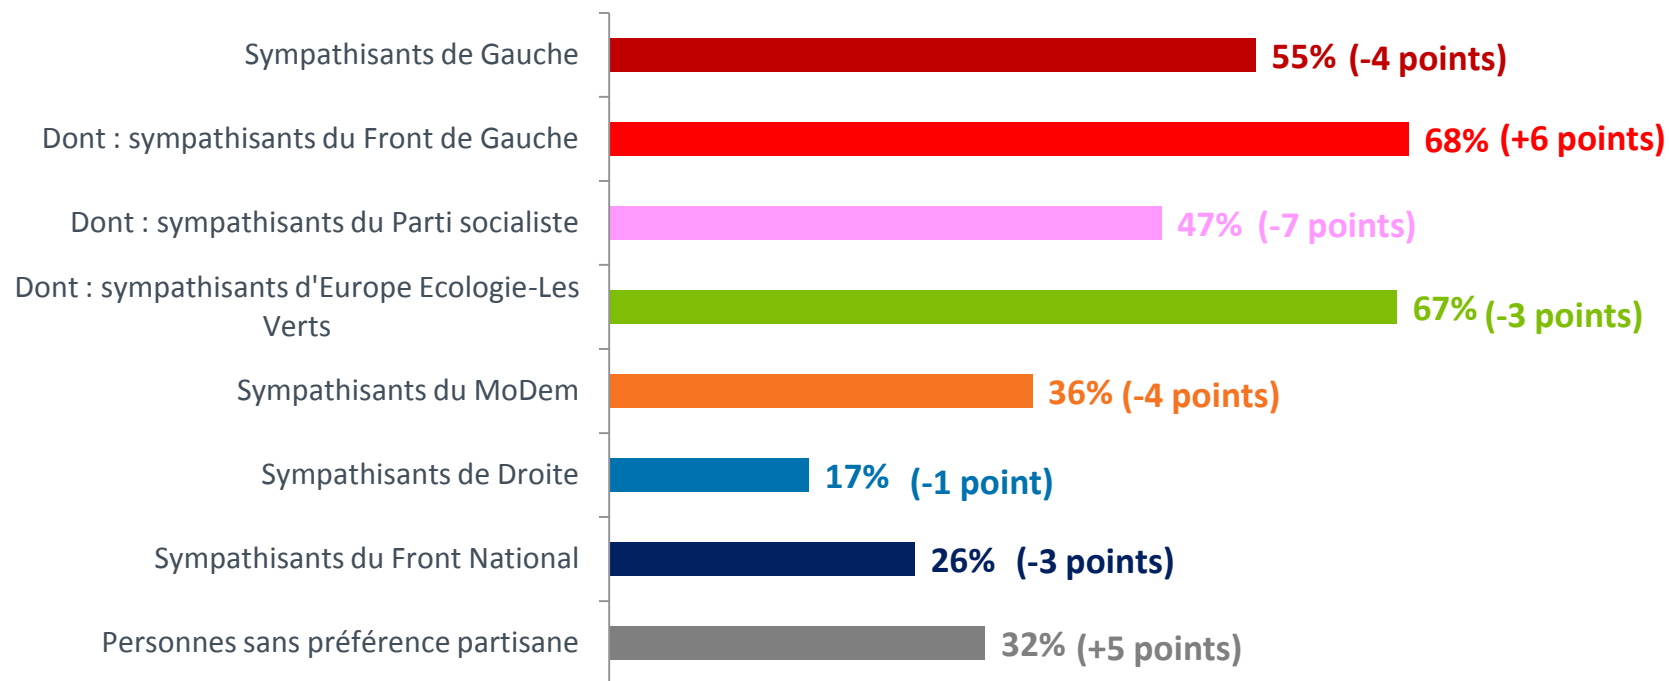 Sympathisants de Gauche 55% (-4 points)
Dont : sympathisants du Front de Gauche 68% (+6 points)
Dont : sympathisants du Parti socialiste 47% (-7 points)
Dont : sympathisants d'Europe Ecologie-Les
Verts 67% (-3 points)
Sympathisants du MoDem 36% (-4 points)
Sympathisants de Droite 17% (-1 point)
Sympathisants du Front National 26% (-3 points)
Personnes sans préférence partisane 32% (+5 points)